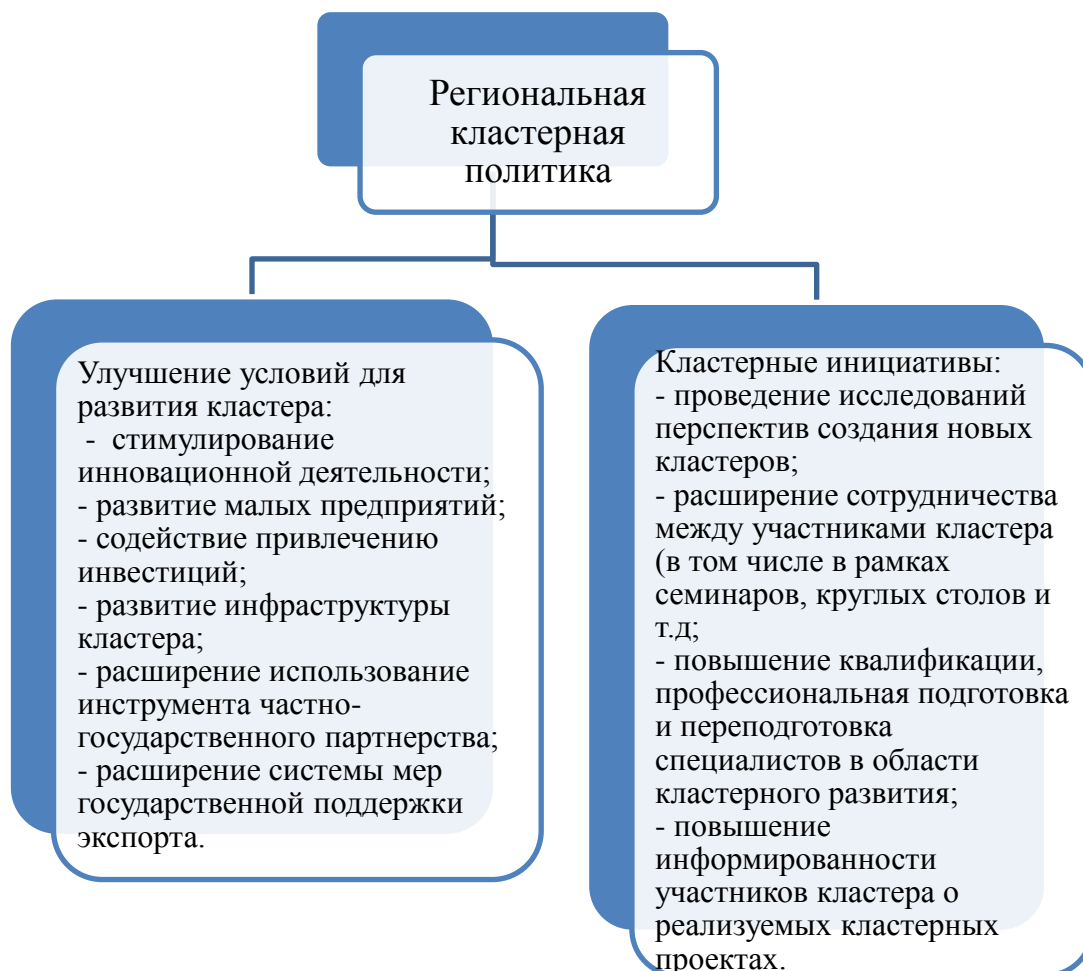 Региональная
кластерная
политика
Улучшение условий для
развития кластера:
- стимулирование
инновационной деятельности;
- развитие малых предприятий;
- содействие привлечению
инвестиций;
- развитие инфраструктуры
кластера;
- расширение использование
инструмента частно-
государственного партнерства;
- расширение системы мер
государственной поддержки
экспорта.
Кластерные инициативы:
- проведение исследований
перспектив создания новых
кластеров;
- расширение сотрудничества
между участниками кластера
(в том числе в рамках
семинаров, круглых столов и
т.д;
- повышение квалификации,
профессиональная подготовка
и переподготовка
специалистов в области
кластерного развития;
- повышение
информированности
участников кластера о
реализуемых кластерных
проектах.